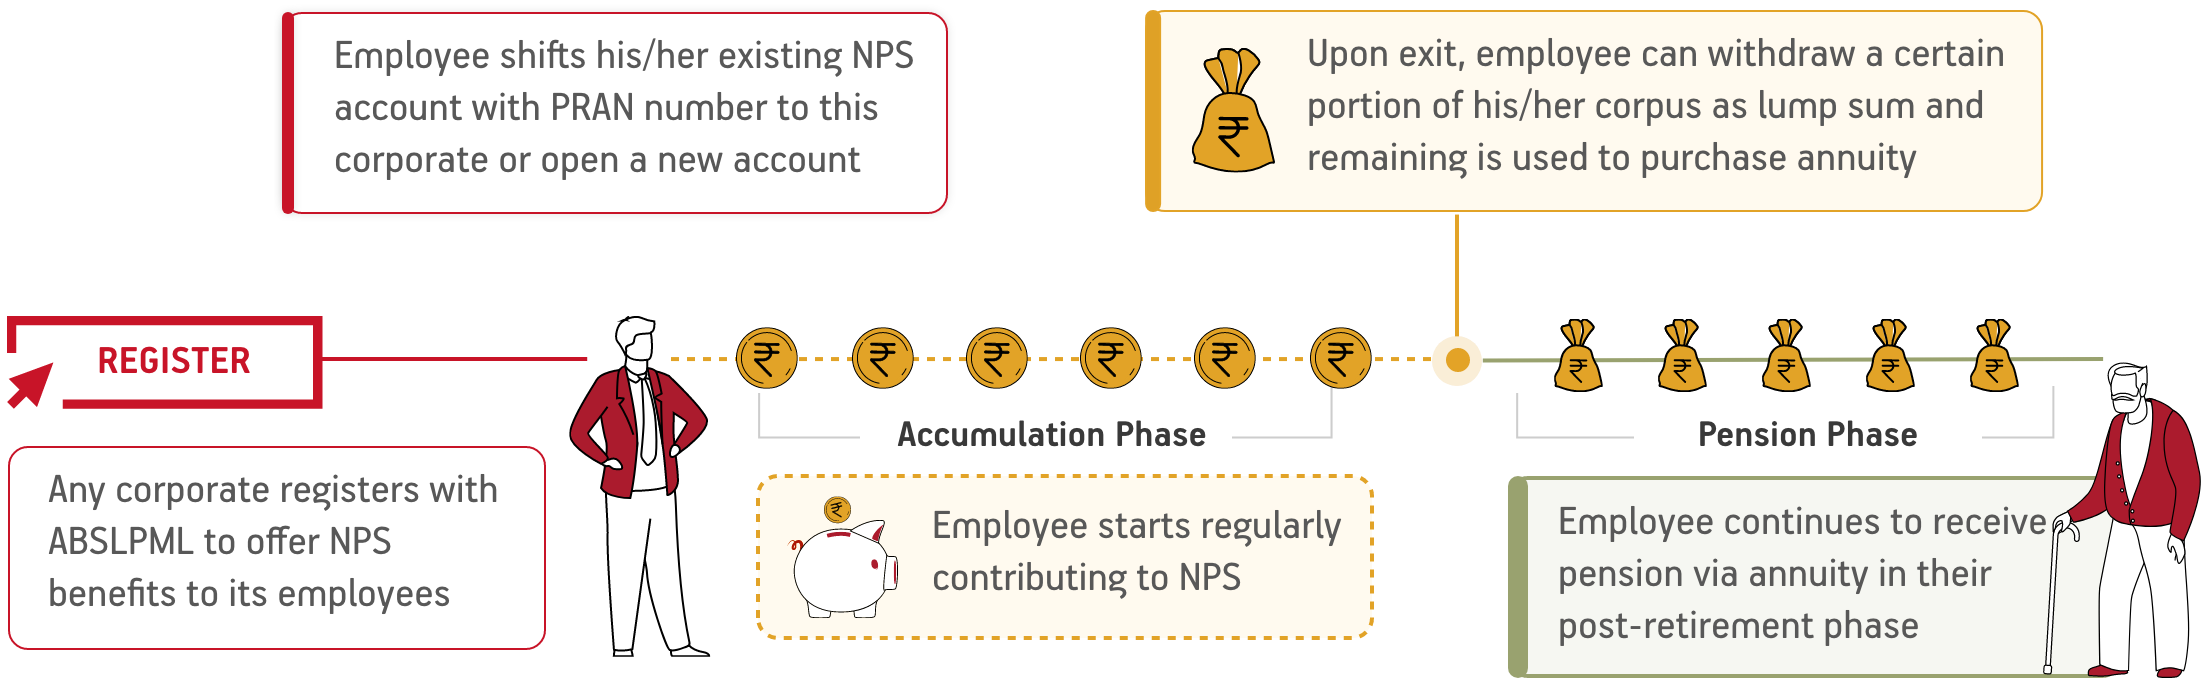 Employee shifts his/her existing NPS
account with PRAN number to this
corporate or open a new account
Upon exit, employee can withdraw a certain
portion of his/her corpus as lump sum and
remaining is used to purchase annuity
REGISTER
₹ ₹ ₹ ₹ ₹ ₹
₹ ₹ ₹ ₹ ₹
₹
Any corporate registers with
ABSLPML to offer NPS
benefits to its employees
Accumulation Phase
₹
Employee starts regularly
contributing to NPS
Pension Phase
Employee continues to receive
pension via annuity in their
post-retirement phase